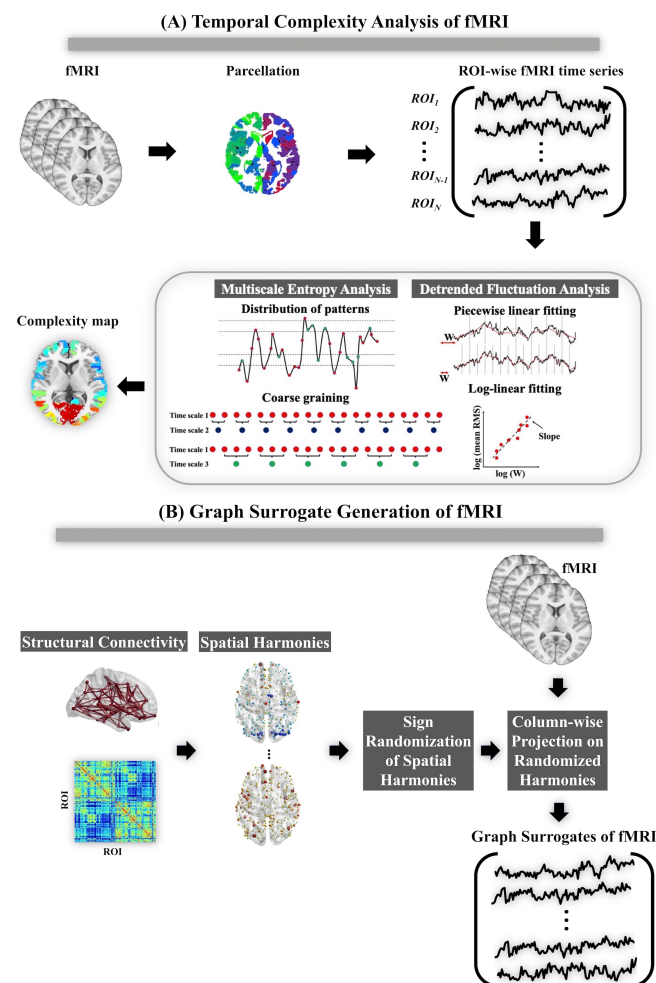 (A) Temporal Complexity Analysis of fMRI
fMRI
Parcellation
ROI-wise fMRI time series
ROI1
ROI2
ROIN-1
ROIN
Multiscale Entropy Analysis
Detrended Fluctuation Analysis
Distribution of patterns
Piecewise linear fitting
W
W
Complexity map
Coarse graining
Log-linear fitting
Time scale 1
Time scale 2
Time scale 1
Time scale 3
log (mean RMS)
Slope
log (W)
(B) Graph Surrogate Generation of fMRI
fMRI
Structural Connectivity
Spatial Harmonies
Sign
Randomization
of Spatial
Harmonies
Column-wise
Projection on
Randomized
Harmonies
ROI
ROI
Graph Surrogates of fMRI